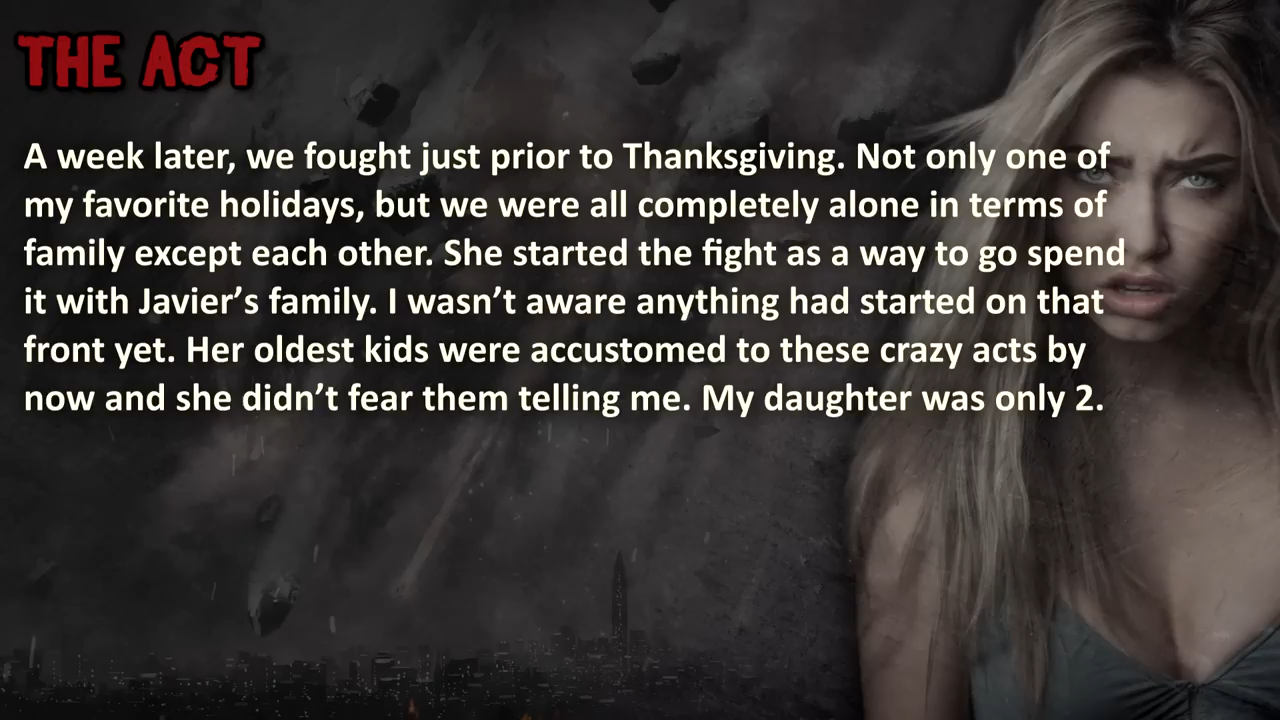 THE ACT
A week later, we fought just prior to Thanksgiving. Not only one of
my favorite holidays, but we were all completely alone in terms of
family except each other. She started the fight as a way to go spend
it with Javier’s family. I wasn’t aware anything had started on that
front yet. Her oldest kids were accustomed to these crazy acts by
now and she didn’t fear them telling me. My daughter was only 2.